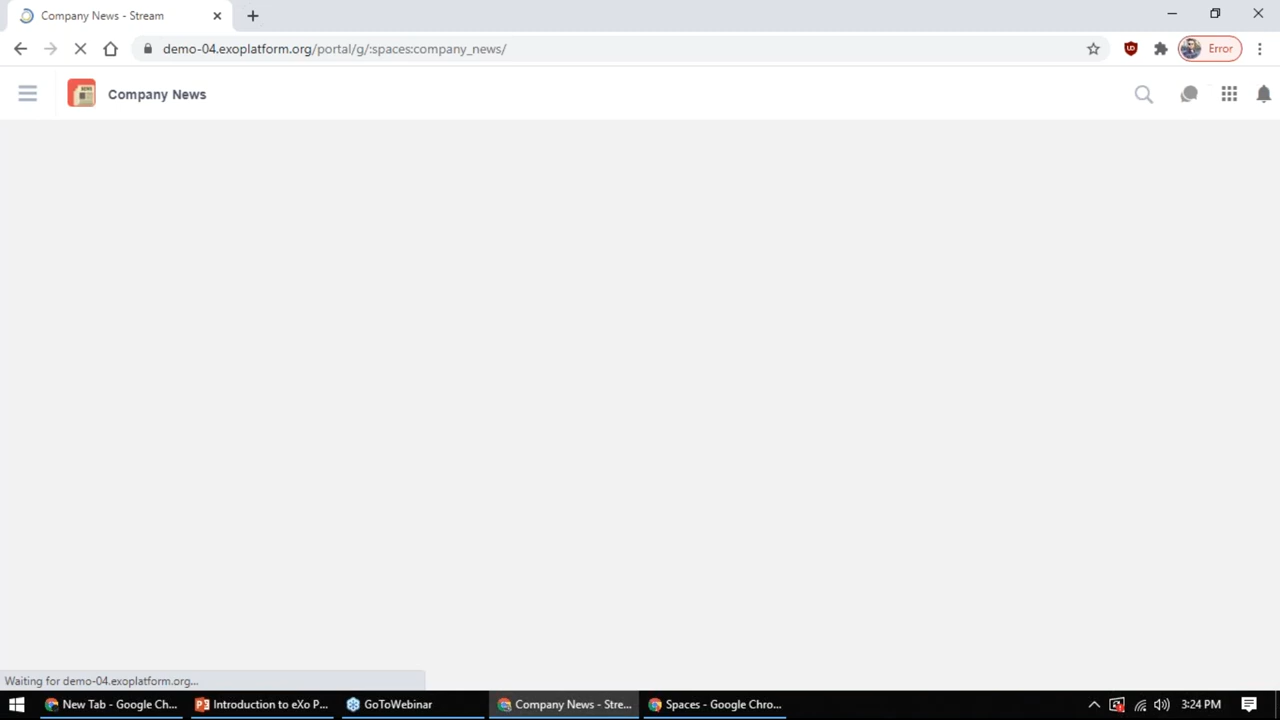 Company News - Stream
demo-04.exoplatform.org/portal/g/:spaces:company_news/
Error
NEWS
Company News
Waiting for demo-04.exoplatform.org...
New Tab - Google Ch...
Introduction to eXo P...
GoToWebinar
Company News - Stre...
Spaces - Google Chro...
3:24 PM